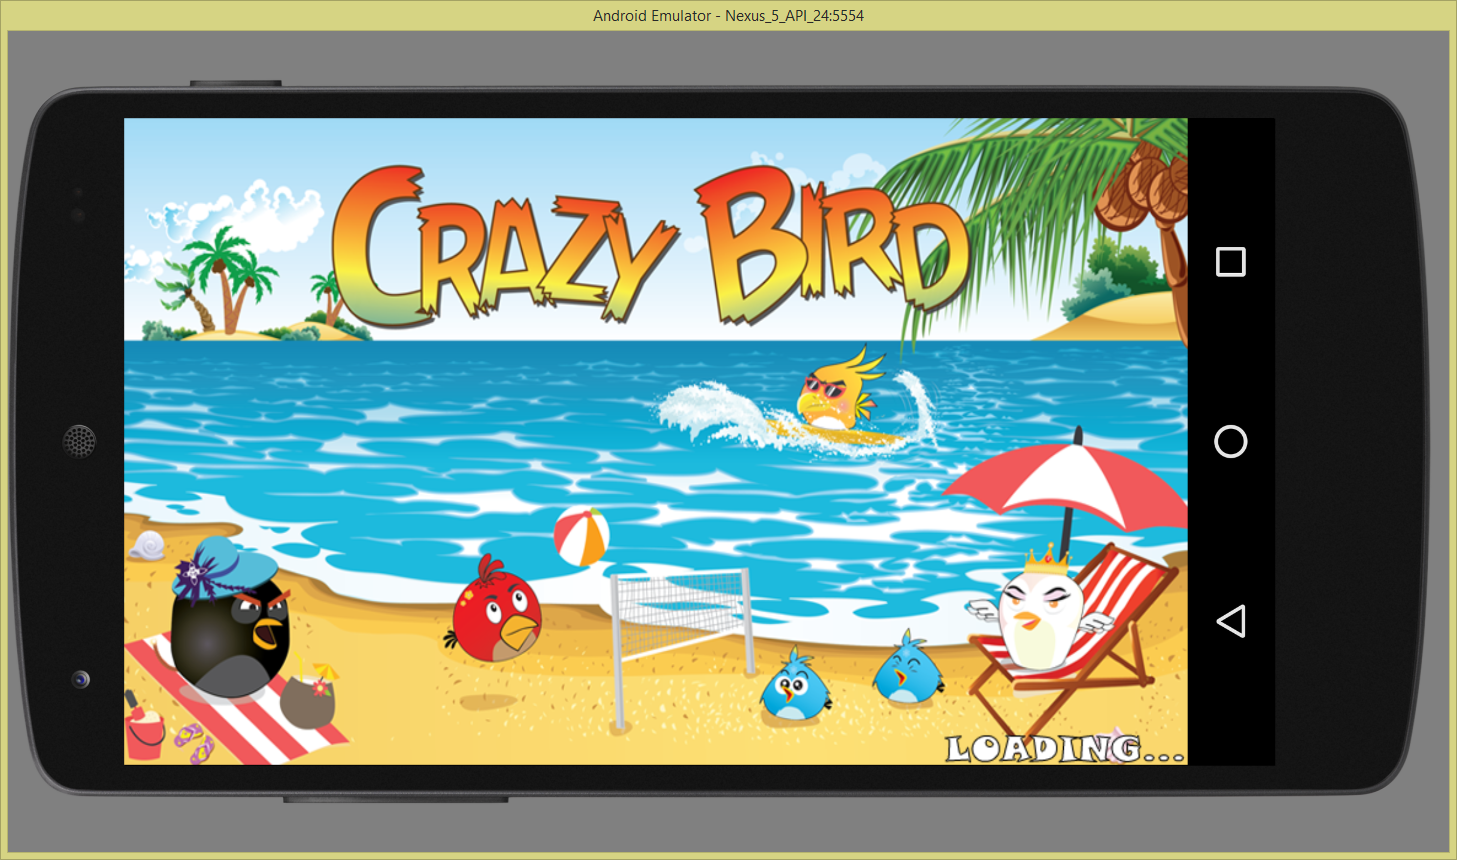 Android Emulator - Nexus_5_API_24:5554
CRAZY BIRD
LOADING...